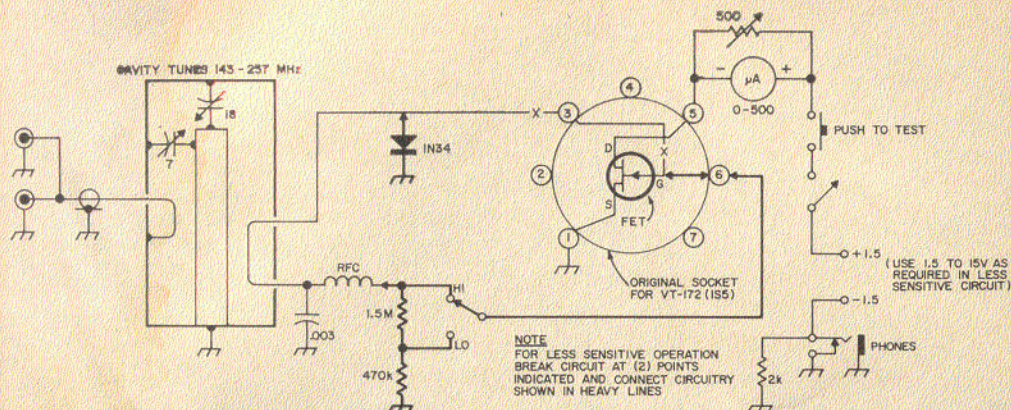 500
- µA +
0-500
CAVITY TUNES 143-237 MHz
18
7
1N34
X
3
4
5
2
6
1
7
D
X
G
S
FET
PUSH TO TEST
+1.5
(USE 1.5 TO 15V AS
REQUIRED IN LESS
SENSITIVE CIRCUIT)
-1.5
ORIGINAL SOCKET
FOR VT-172 (1S5)
RFC
HI
1.5M
.003
LO
470k
NOTE
FOR LESS SENSITIVE OPERATION
BREAK CIRCUIT AT (2) POINTS
INDICATED AND CONNECT CIRCUITRY
SHOWN IN HEAVY LINES
2k
PHONES